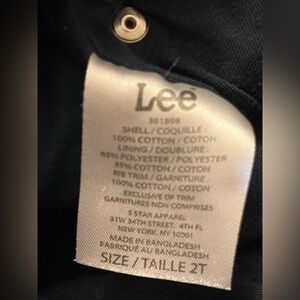 Lee
381898
SHELL / COQUILLE
100% COTTON / COTON
LINING / DOUBLURE:
65% POLYESTER / POLYESTER
35% COTTON / COTON
RIB TRIM / GARNITURE:
100% COTTON / COTON
EXCLUSIVE OF TRIM
GARNITURES NON COMPRISES
5 STAR APPAREL
31W 34TH STREET. 4TH FL
NEW YORK, NY 10001
MADE IN BANGLADESH
FABRIQUÉ AU BANGLADESH
SIZE / TAILLE 2T